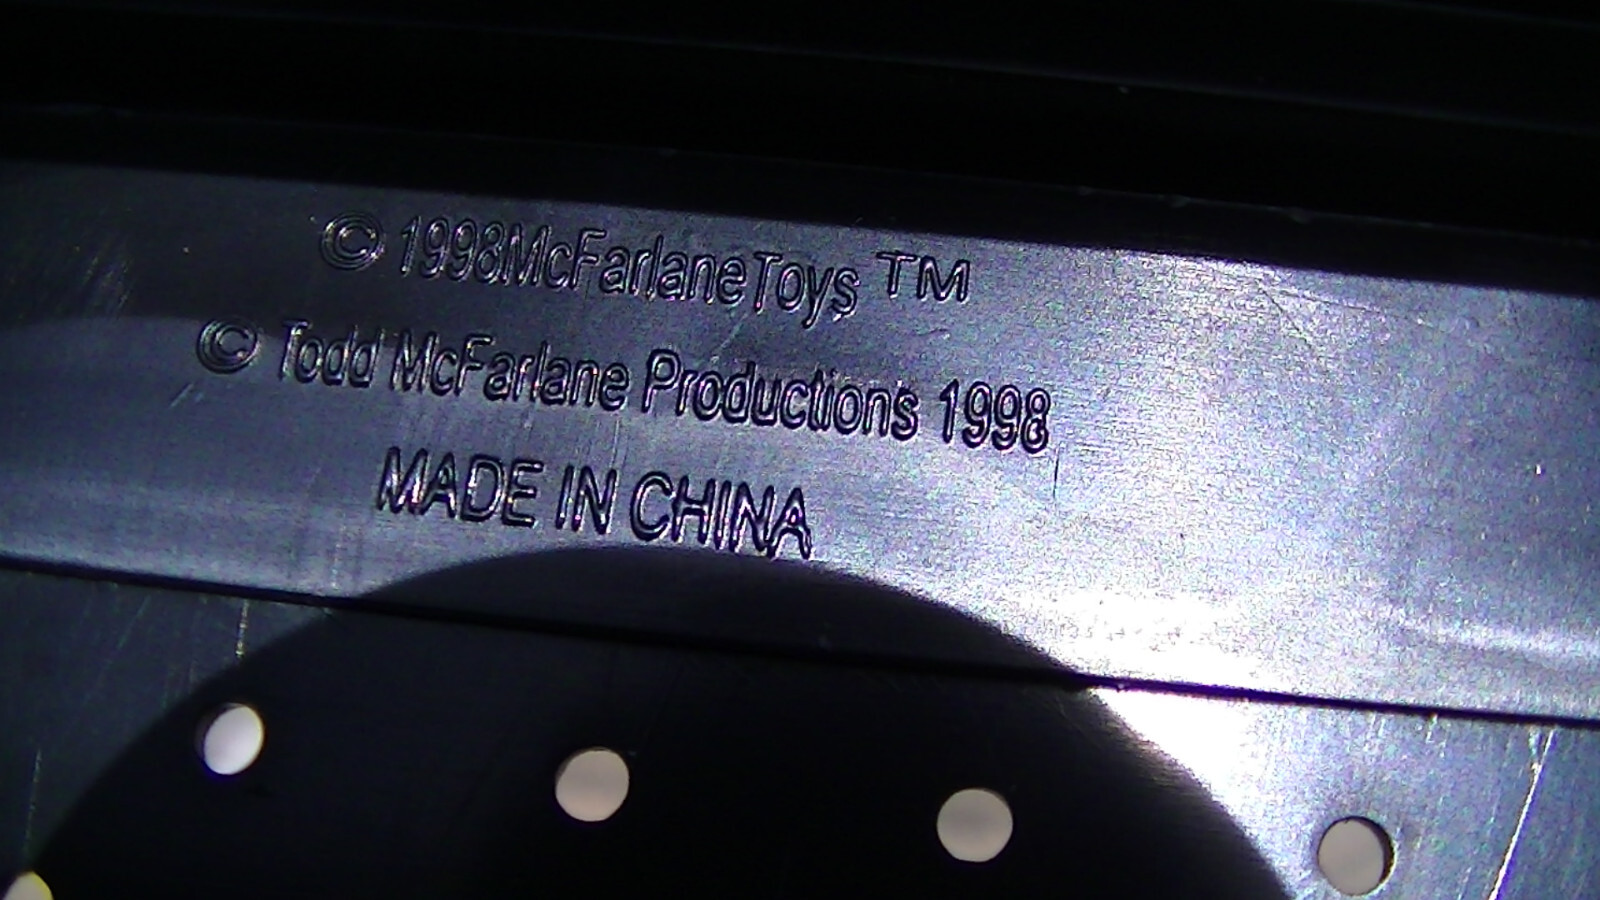 © 1998McFarlaneToys ™
© Todd McFarlane Productions 1998
MADE IN CHINA